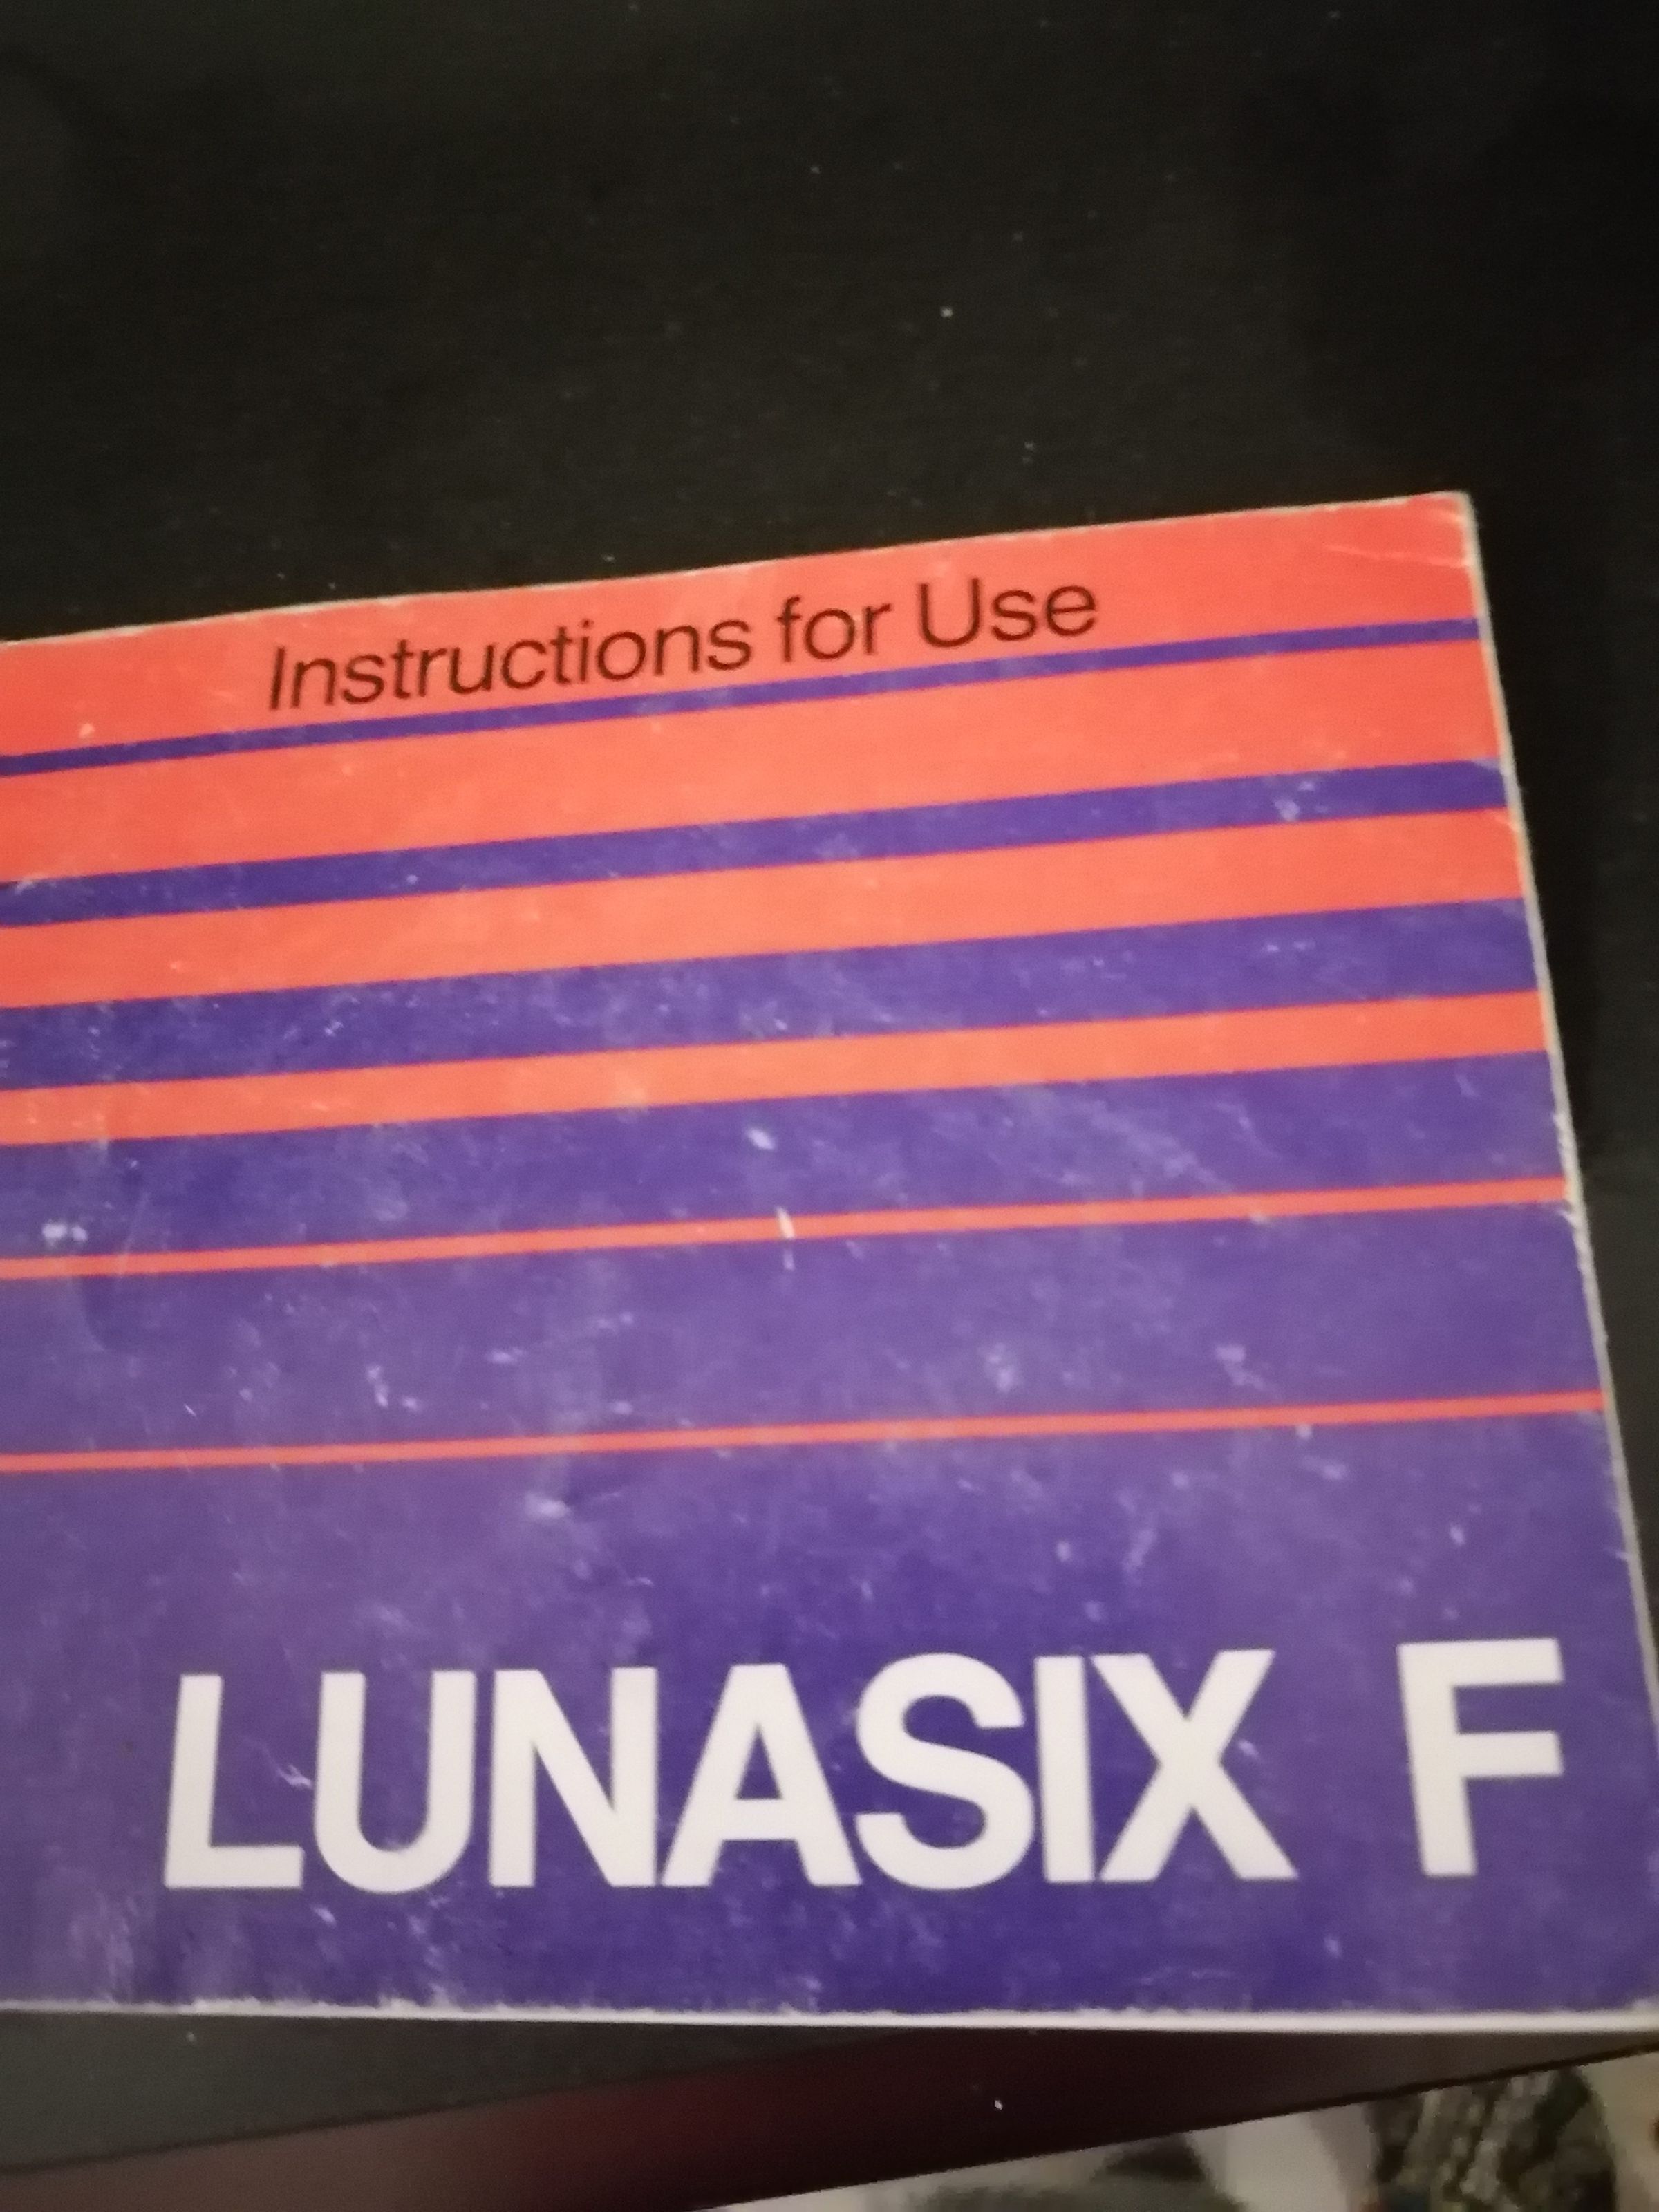 Instructions for Use
LUNASIX F